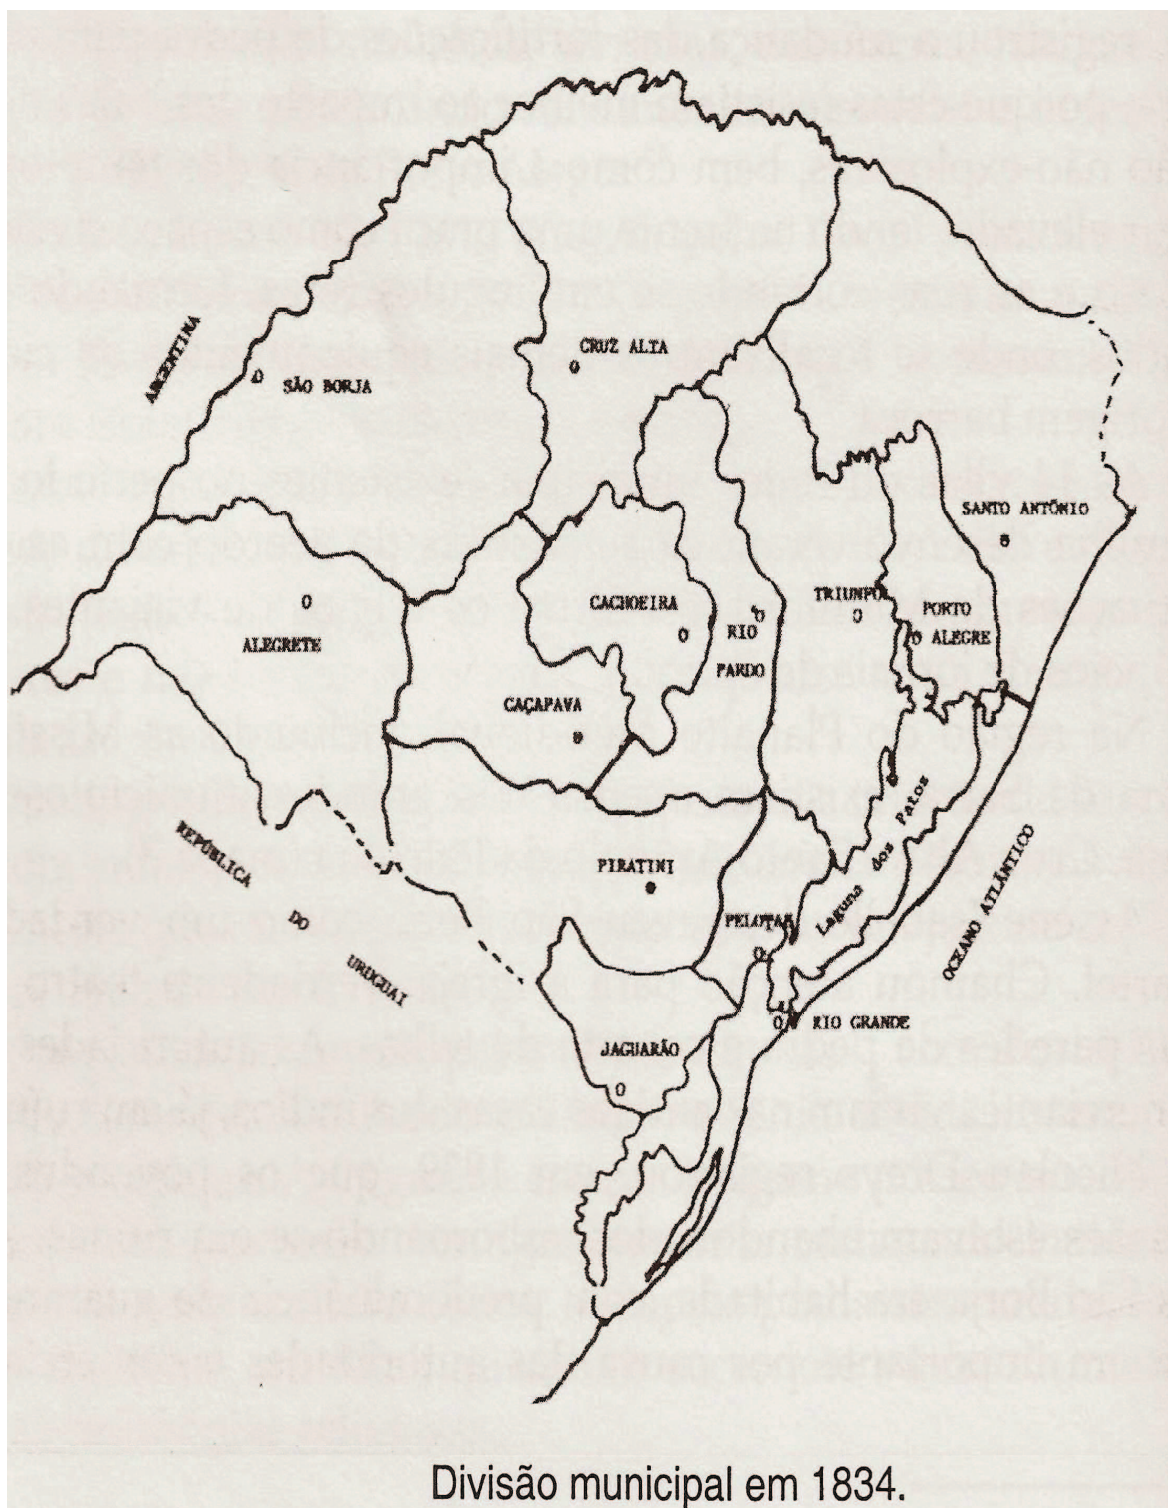 ARGENTINA
SÃO BORJA
CRUZ ALTA
SANTO ANTÔNIO
ALEGRETE
CACHOEIRA
RIO
PARDO
TRIUNFO
PORTO
ALEGRE
CAÇAPAVA
REPÚBLICA
DO
URUGUAI
PIRATINI
PELOTAS
Laguna dos Patos
OCEANO ATLÂNTICO
RIO GRANDE
JAGUARÃO
Divisão municipal em 1834.